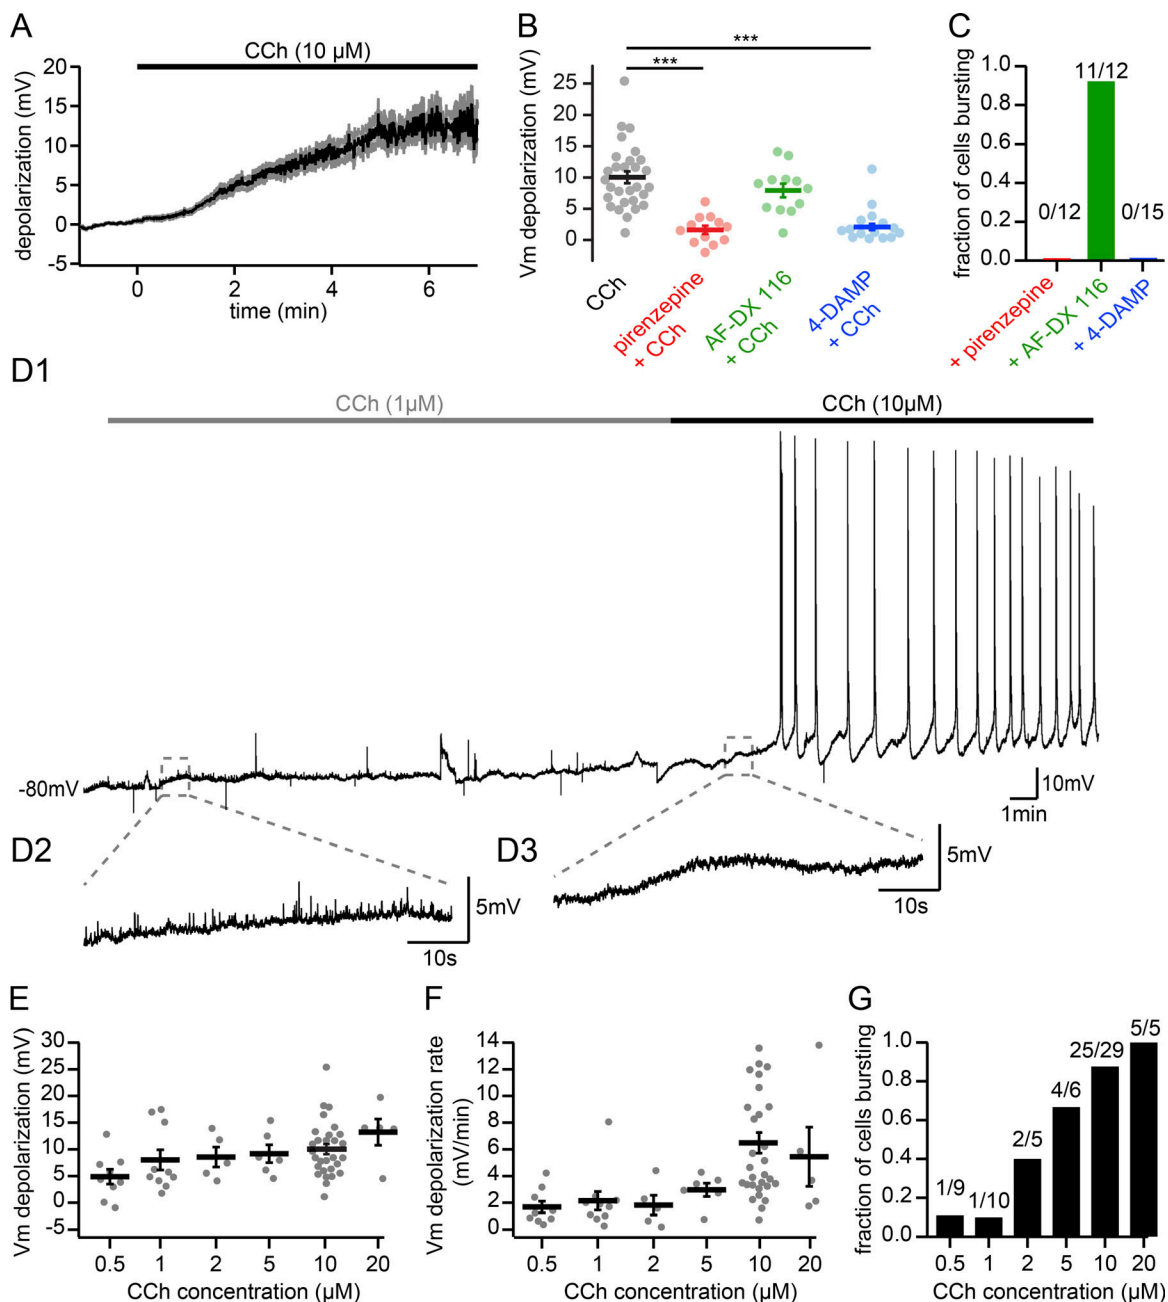 A
CCh (10 µM)
depolarization (mV)
20
15
10
5
0
-5
0
2
4
6
time (min)
B
***
***
Vm depolarization (mV)
25
20
15
10
5
0
CCh
pirenzepine
+ CCh
AF-DX 116
+ CCh
4-DAMP
+ CCh
C
fraction of cells bursting
1.0
0.8
0.6
0.4
0.2
0.0
0/12
11/12
0/15
+ pirenzepine
+ AF-DX 116
+ 4-DAMP
D1
CCh (1µM)
CCh (10µM)
-80mV
10mV
1min
D2
5mV
10s
D3
5mV
10s
E
Vm depolarization (mV)
30
25
20
15
10
5
0
-5
0.5
1
2
5
10
20
CCh concentration (µM)
F
Vm depolarization rate
(mV/min)
14
12
10
8
6
4
2
0
0.5
1
2
5
10
20
CCh concentration (µM)
G
fraction of cells bursting
1.0
0.8
0.6
0.4
0.2
0.0
1/9
1/10
2/5
4/6
25/29
5/5
0.5
1
2
5
10
20
CCh concentration (µM)